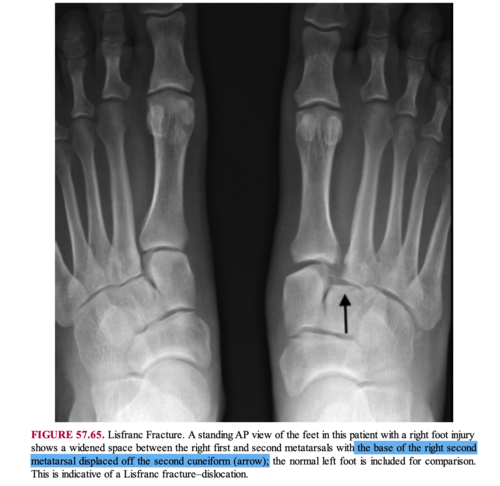 FIGURE 57.65. Lisfranc Fracture. A standing AP view of the feet in this patient with a right foot injury
shows a widened space between the right first and second metatarsals with the base of the right second
metatarsal displaced off the second cuneiform (arrow); the normal left foot is included for comparison.
This is indicative of a Lisfranc fracture–dislocation.